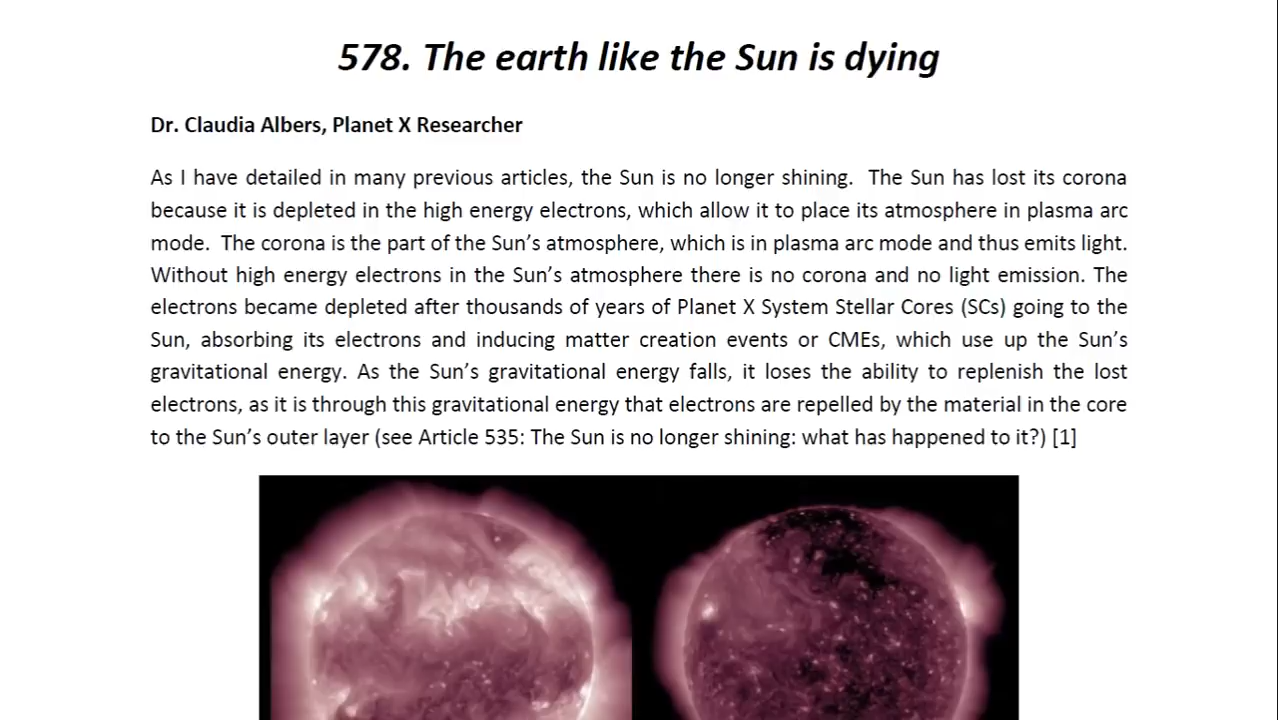 578. The earth like the Sun is dying
Dr. Claudia Albers, Planet X Researcher
As I have detailed in many previous articles, the Sun is no longer shining. The Sun has lost its corona
because it is depleted in the high energy electrons, which allow it to place its atmosphere in plasma arc
mode. The corona is the part of the Sun's atmosphere, which is in plasma arc mode and thus emits light.
Without high energy electrons in the Sun's atmosphere there is no corona and no light emission. The
electrons became depleted after thousands of years of Planet X System Stellar Cores (SCs) going to the
Sun, absorbing its electrons and inducing matter creation events or CMEs, which use up the Sun's
gravitational energy. As the Sun's gravitational energy falls, it loses the ability to replenish the lost
electrons, as it is through this gravitational energy that electrons are repelled by the material in the core
to the Sun's outer layer (see Article 535: The Sun is no longer shining: what has happened to it?) [1]